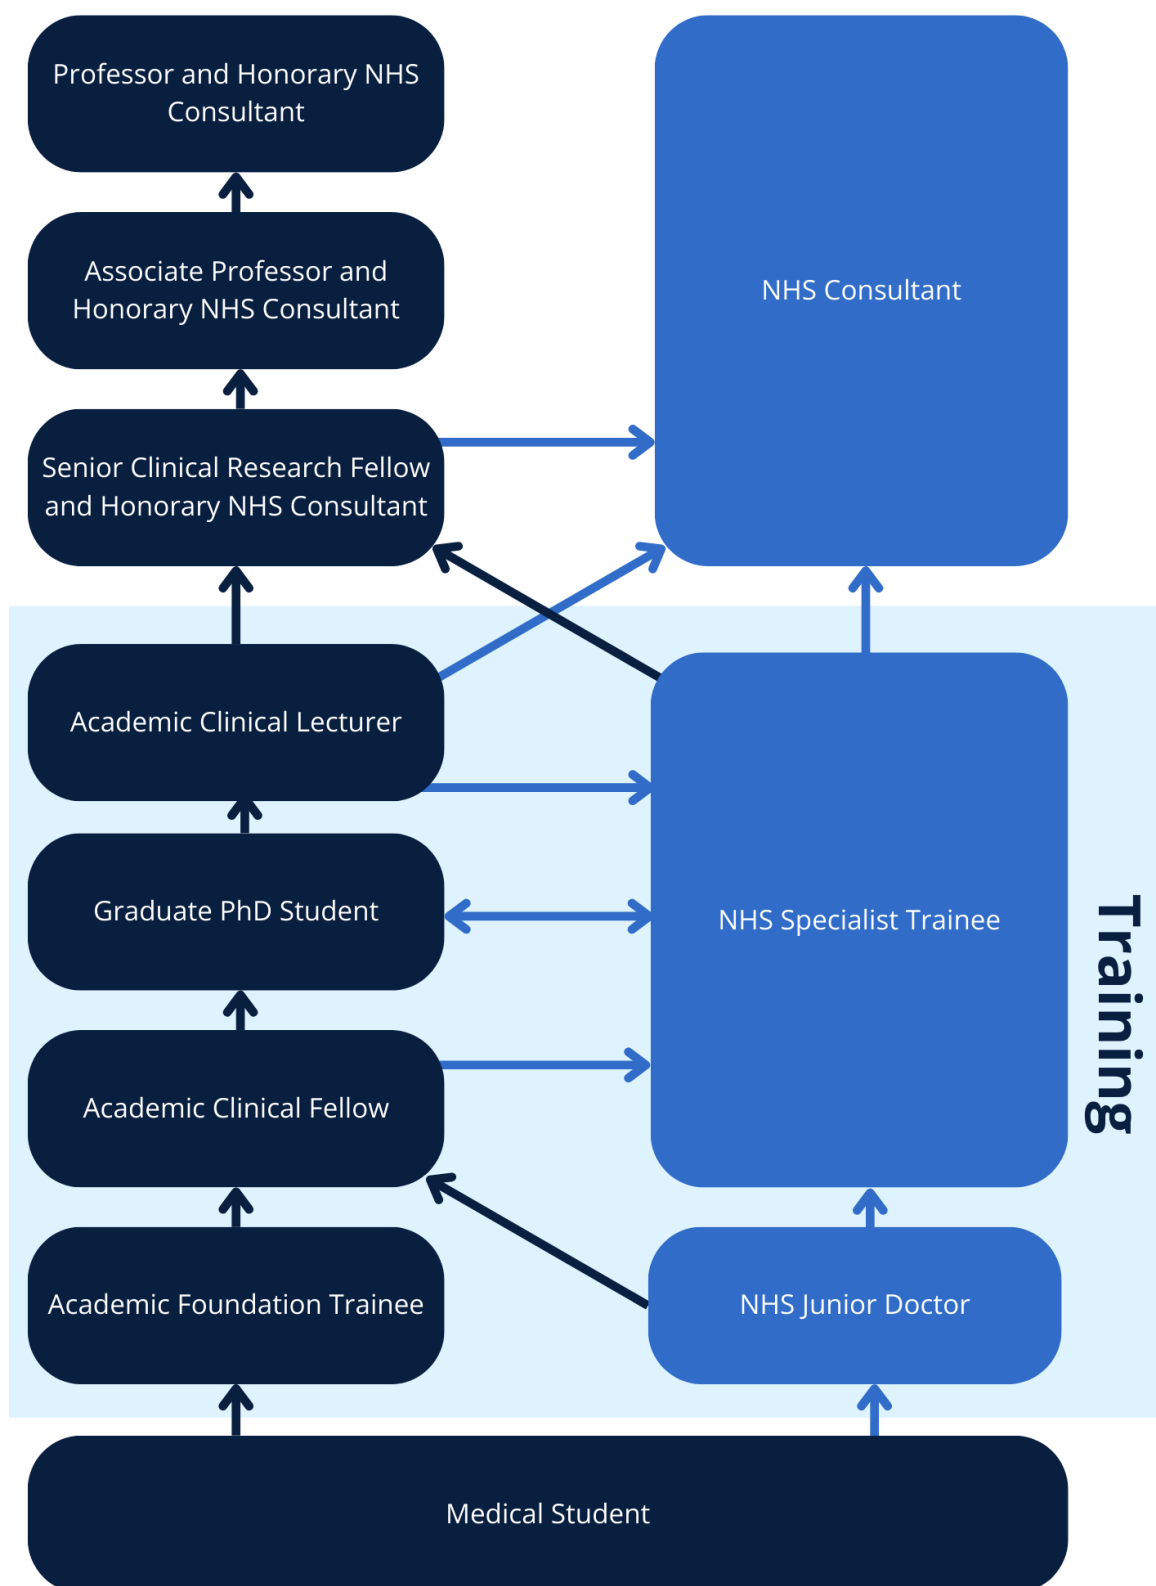 Professor and Honorary NHS
Consultant
NHS Consultant
Associate Professor and
Honorary NHS Consultant
Senior Clinical Research Fellow
and Honorary NHS Consultant
Academic Clinical Lecturer
Graduate PhD Student
NHS Specialist Trainee
Training
Academic Clinical Fellow
Academic Foundation Trainee
NHS Junior Doctor
Medical Student